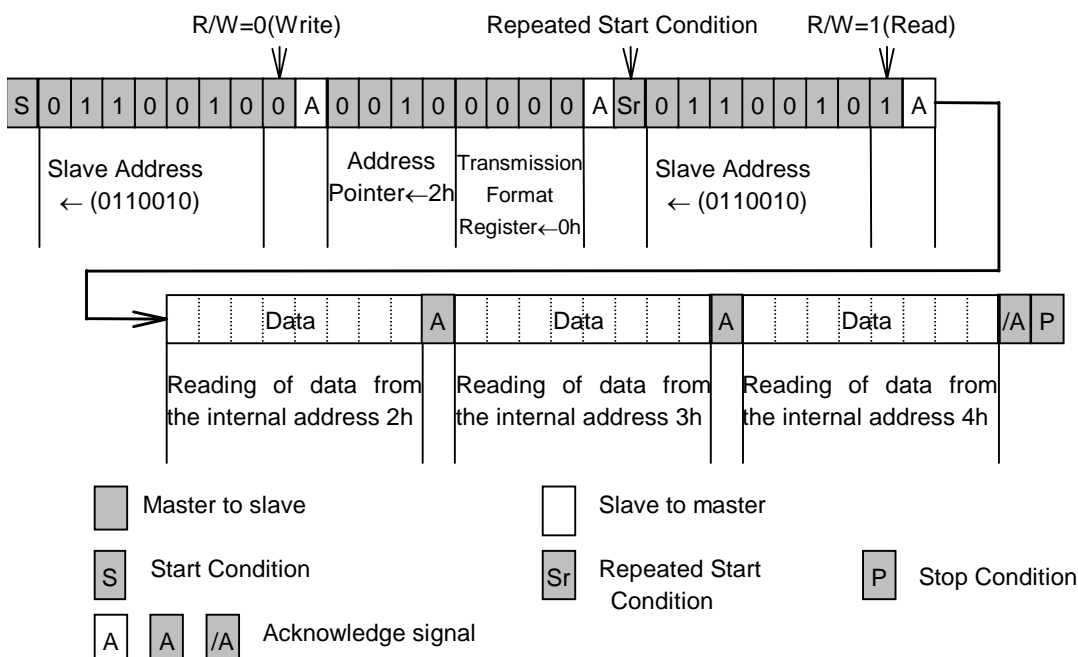 R/W=0(Write) Repeated Start Condition R/W=1(Read)
S 0 1 1 0 0 1 0 0 A 0 0 1 0 0 0 0 0 A Sr 0 1 1 0 0 1 0 1 A
Slave Address
← (0110010)
Address
Pointer←2h
Transmission
Format
Register←0h
Slave Address
← (0110010)
Data A Data A Data /A P
Reading of data from
the internal address 2h
Reading of data from
the internal address 3h
Reading of data from
the internal address 4h
Master to slave
Slave to master
S Start Condition
Sr Repeated Start
Condition
P Stop Condition
A A /A Acknowledge signal